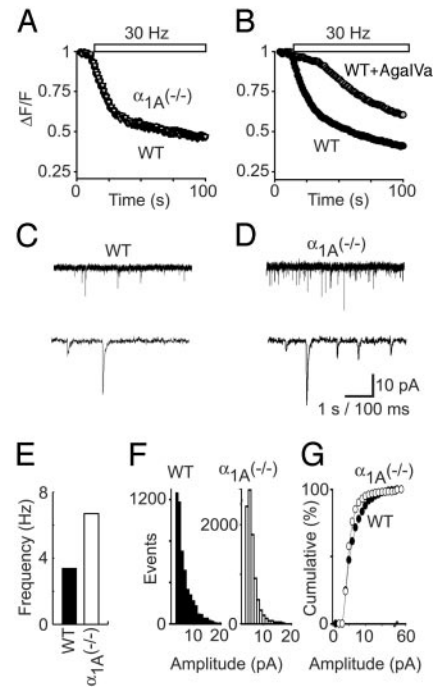 A
30 Hz
1
0.75
0.5
0.25
ΔF/F
α1A(-/-)
WT
0
50
100
Time (s)
B
30 Hz
1
0.75
0.5
0.25
WT+AgaIVa
WT
0
50
100
Time (s)
C
WT
D
α1A(-/-)
10 pA
1 s / 100 ms
E
Frequency (Hz)
8
4
0
WT
α1A(-/-)
F
WT
α1A(-/-)
Events
1200
0
2000
0
10 20
10 20
Amplitude (pA)
G
α1A(-/-)
WT
Cumulative (%)
100
50
0
0
10
60
Amplitude (pA)